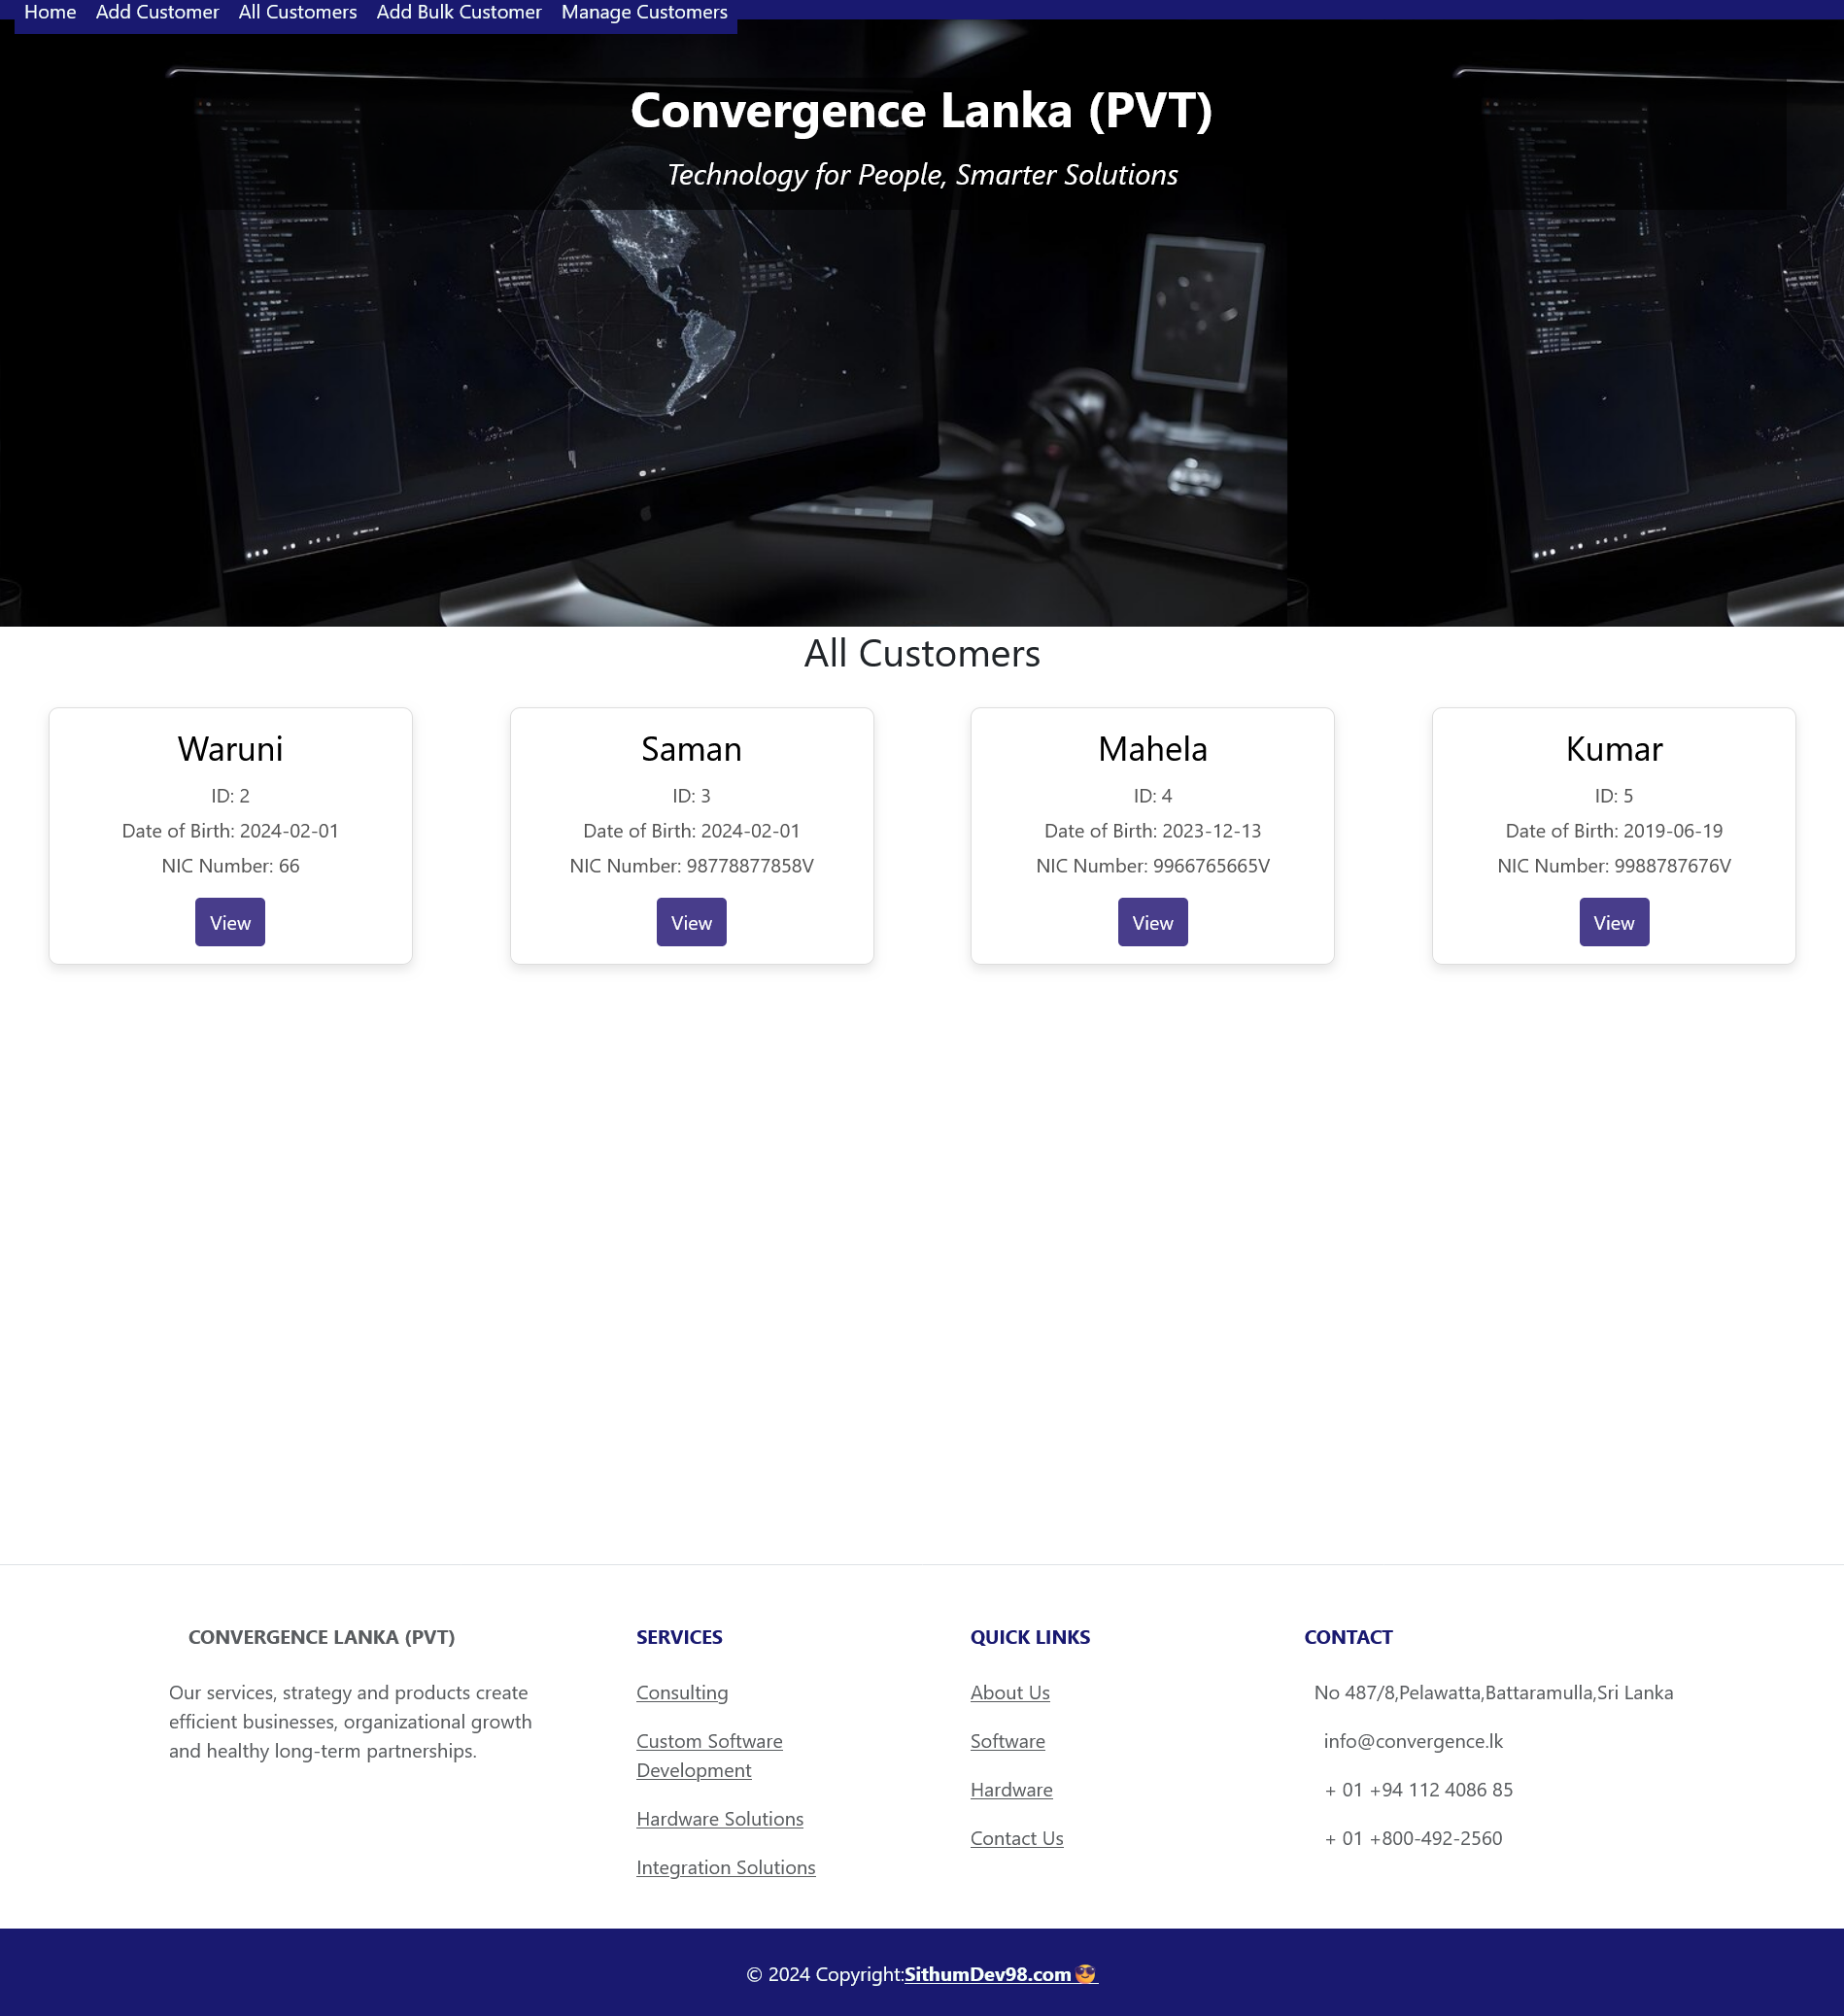 Home Add Customer All Customers Add Bulk Customer Manage Customers
Convergence Lanka (PVT)
Technology for People, Smarter Solutions
All Customers
Waruni
ID: 2
Date of Birth: 2024-02-01
NIC Number: 66
View
Saman
ID: 3
Date of Birth: 2024-02-01
NIC Number: 98778877858V
View
Mahela
ID: 4
Date of Birth: 2023-12-13
NIC Number: 9966765665V
View
Kumar
ID: 5
Date of Birth: 2019-06-19
NIC Number: 9988787676V
View
CONVERGENCE LANKA (PVT)
Our services, strategy and products create
efficient businesses, organizational growth
and healthy long-term partnerships.
SERVICES
Consulting
Custom Software
Development
Hardware Solutions
Integration Solutions
QUICK LINKS
About Us
Software
Hardware
Contact Us
CONTACT
No 487/8,Pelawatta,Battaramulla,Sri Lanka
info@convergence.lk
+ 01 +94 112 4086 85
+ 01 +800-492-2560
© 2024 Copyright:SithumDev98.com😎